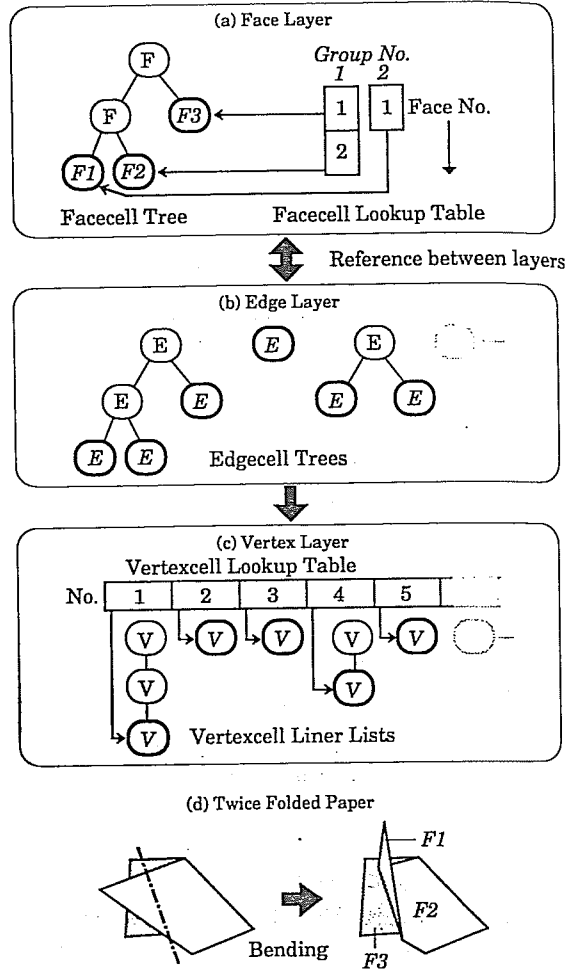 (a) Face Layer
Group No.
1 2
F
F F3 1 1 Face No.
2
F1 F2
Facecell Tree Facecell Lookup Table
Reference between layers
(b) Edge Layer
E E E
E E E E
E E
Edgecell Trees
(c) Vertex Layer
Vertexcell Lookup Table
No. 1 2 3 4 5
V V V V V
V V
V
Vertexcell Liner Lists
(d) Twice Folded Paper
F1
F2
Bending
F3